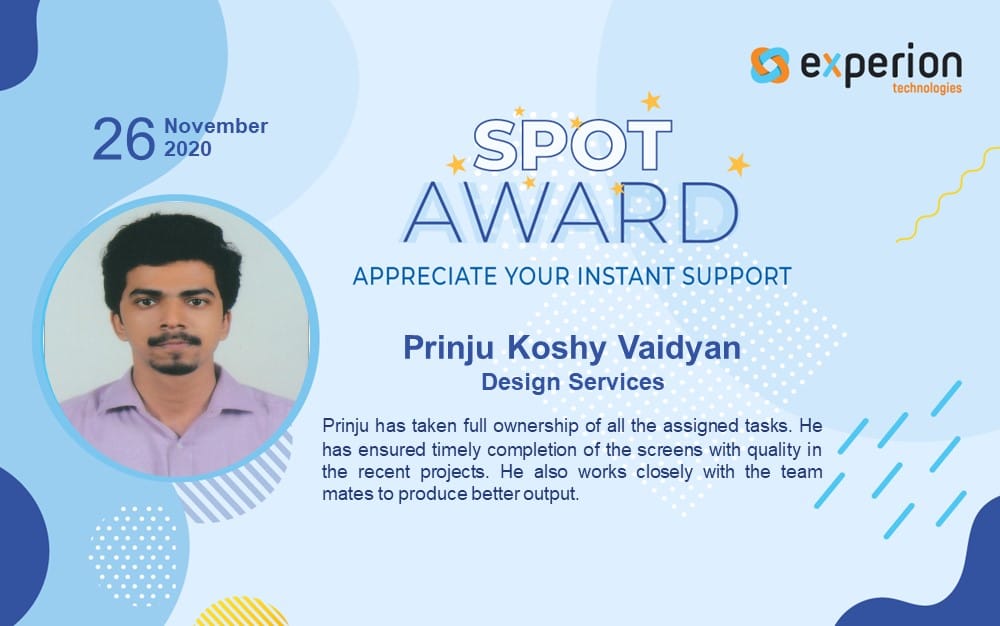 experion
technologies
26 November
2020
SPOT
AWARD
APPRECIATE YOUR INSTANT SUPPORT
Prinju Koshy Vaidyan
Design Services
Prinju has taken full ownership of all the assigned tasks. He
has ensured timely completion of the screens with quality in
the recent projects. He also works closely with the team
mates to produce better output.